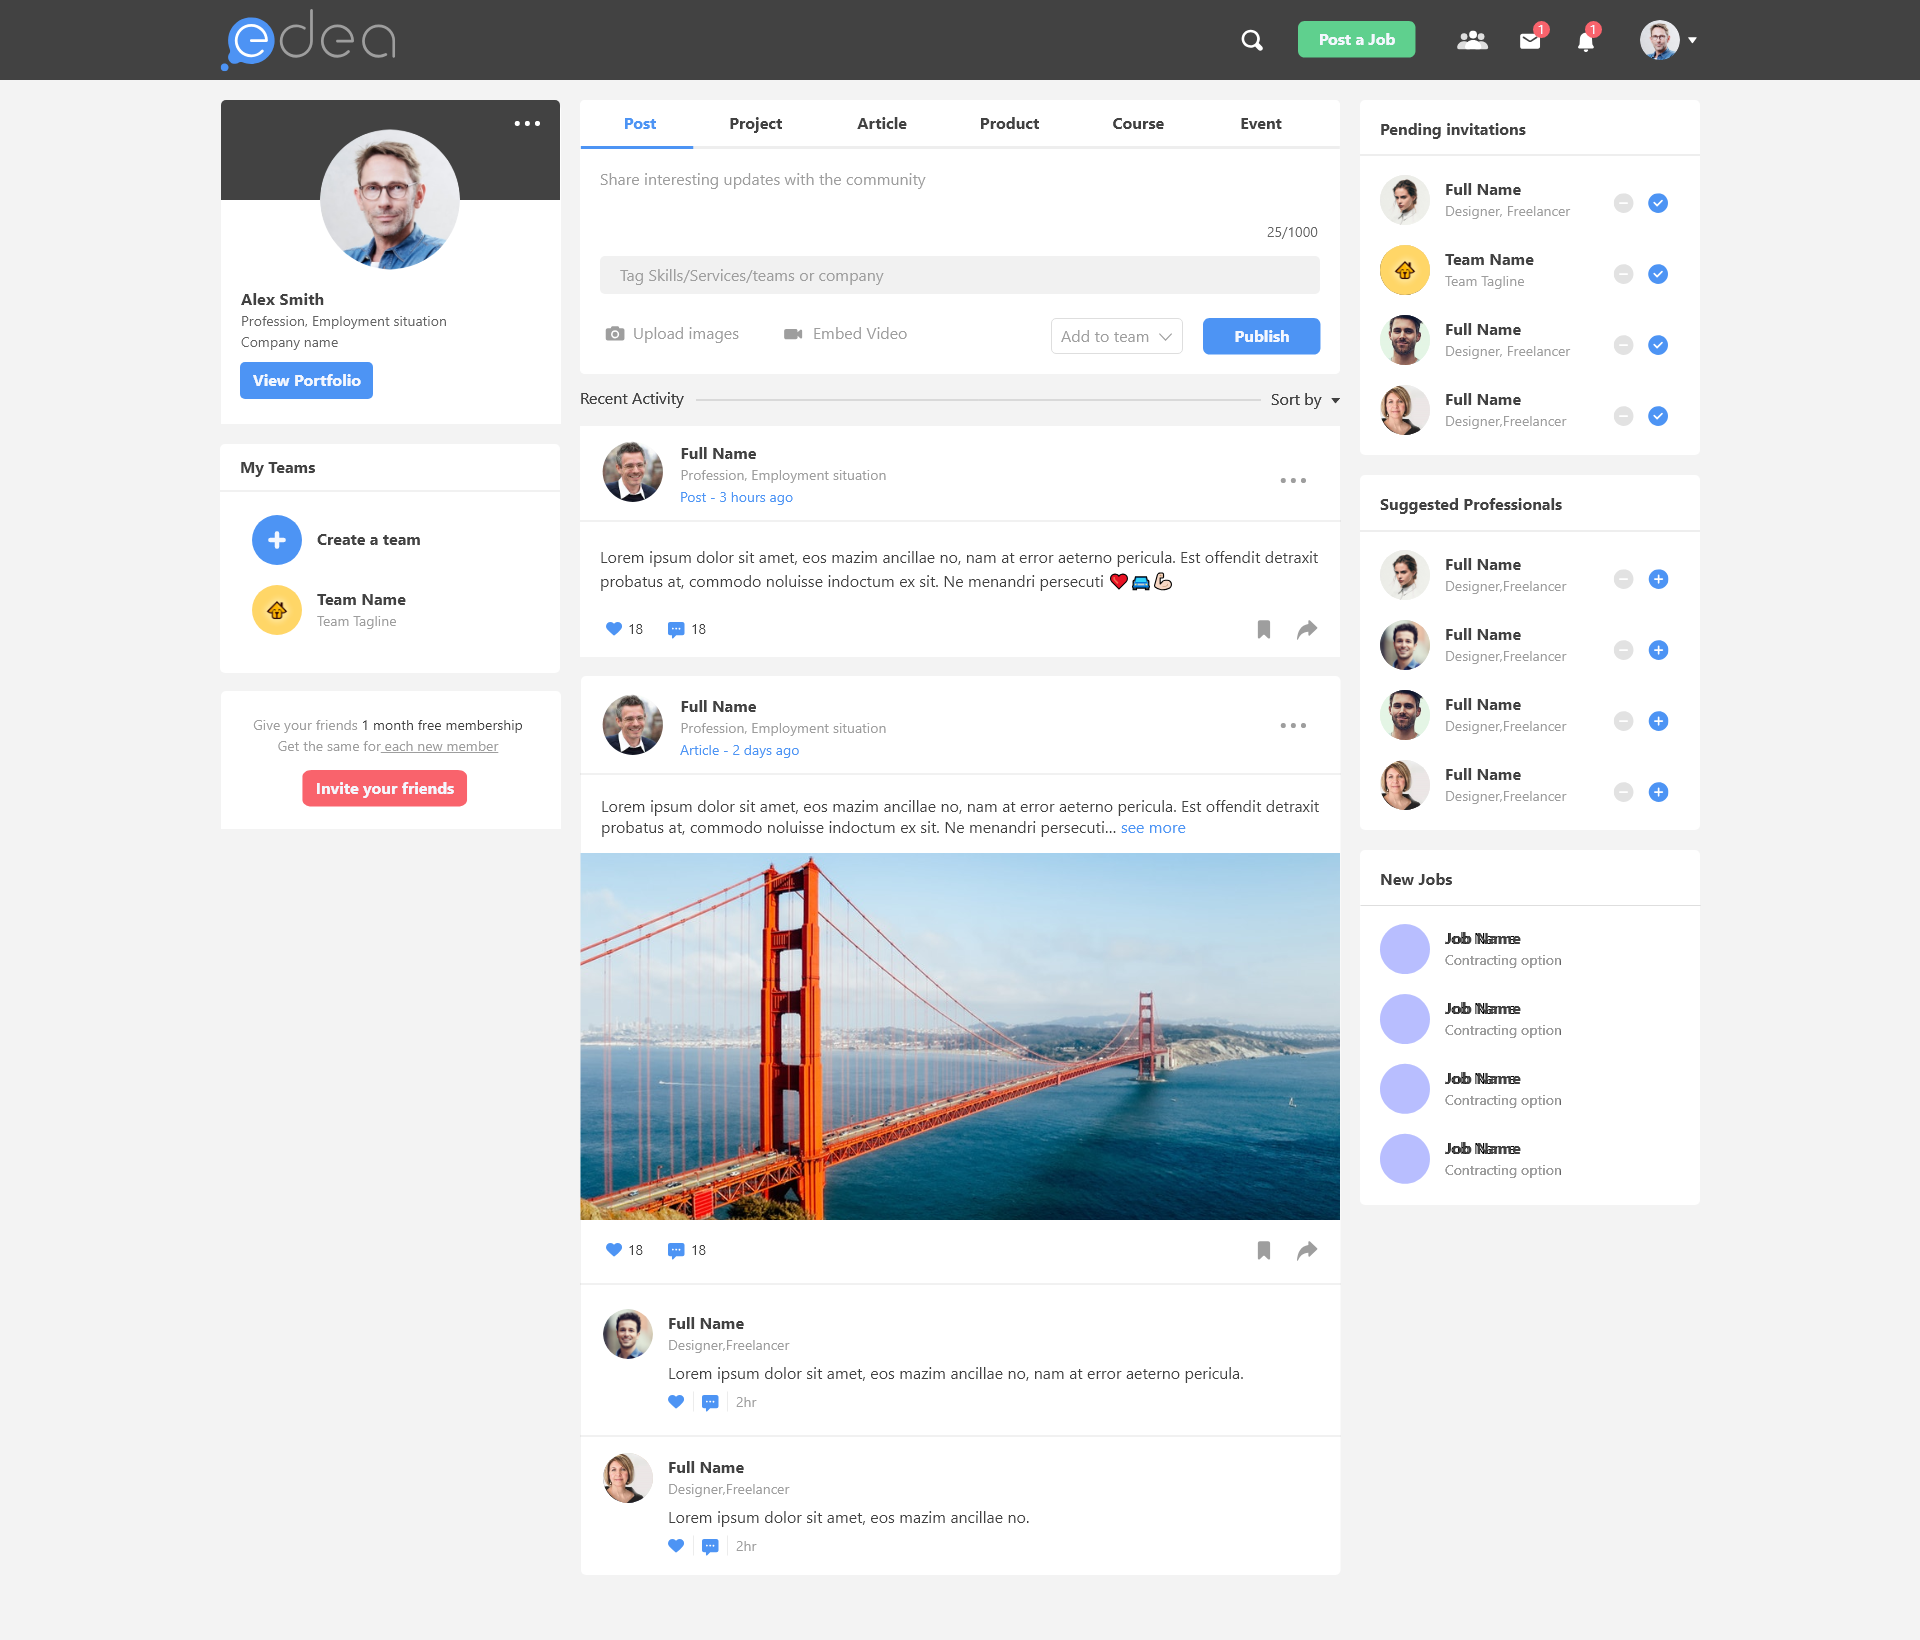 edea
Post a Job
1
1
Alex Smith
Profession, Employment situation
Company name
View Portfolio
My Teams
Create a team
Team Name
Team Tagline
Give your friends 1 month free membership
Get the same for each new member
Invite your friends
Post Project Article Product Course Event
Share interesting updates with the community
25/1000
Tag Skills/Services/teams or company
Upload images Embed Video Add to team Publish
Recent Activity Sort by
Full Name
Profession, Employment situation
Post - 3 hours ago
Lorem ipsum dolor sit amet, eos mazim ancillae no, nam at error aeterno pericula. Est offendit detraxit
probatus at, commodo noluisse indoctum ex sit. Ne menandri persecuti ❤️🚘💪🏻
18 18
Full Name
Profession, Employment situation
Article - 2 days ago
Lorem ipsum dolor sit amet, eos mazim ancillae no, nam at error aeterno pericula. Est offendit detraxit
probatus at, commodo noluisse indoctum ex sit. Ne menandri persecuti... see more
18 18
Full Name
Designer,Freelancer
Lorem ipsum dolor sit amet, eos mazim ancillae no, nam at error aeterno pericula.
2hr
Full Name
Designer,Freelancer
Lorem ipsum dolor sit amet, eos mazim ancillae no.
2hr
Pending invitations
Full Name
Designer, Freelancer
Team Name
Team Tagline
Full Name
Designer, Freelancer
Full Name
Designer,Freelancer
Suggested Professionals
Full Name
Designer,Freelancer
Full Name
Designer,Freelancer
Full Name
Designer,Freelancer
Full Name
Designer,Freelancer
New Jobs
Job Name
Contracting option
Job Name
Contracting option
Job Name
Contracting option
Job Name
Contracting option